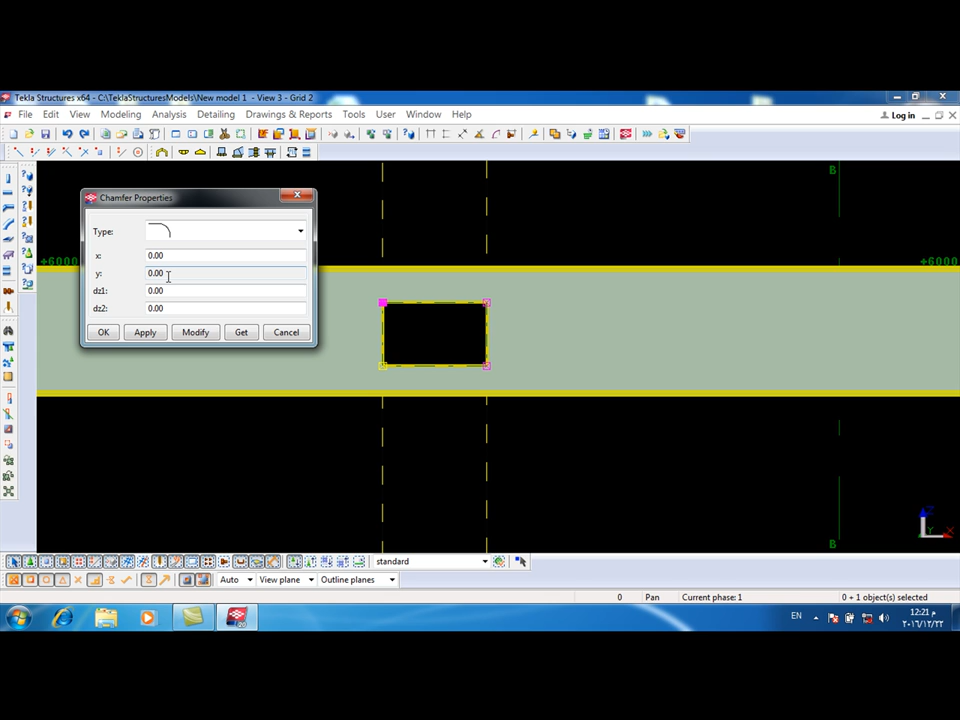 Tekla Structures x64 - C:\TeklaStructuresModels\New model 1 - View 3 - Grid 2
File Edit View Modeling Analysis Detailing Drawings & Reports Tools User Window Help
Log in
B
Chamfer Properties
Type:
x: 0.00
+6000 +6000
y: 0.00
dz1: 0.00
dz2: 0.00
OK Apply Modify Get Cancel
Z
Y X
B
standard
Auto View plane Outline planes
0 Pan Current phase: 1 0 + 1 object(s) selected
EN
12:21 م
٢٠١٦/١٢/٢٢